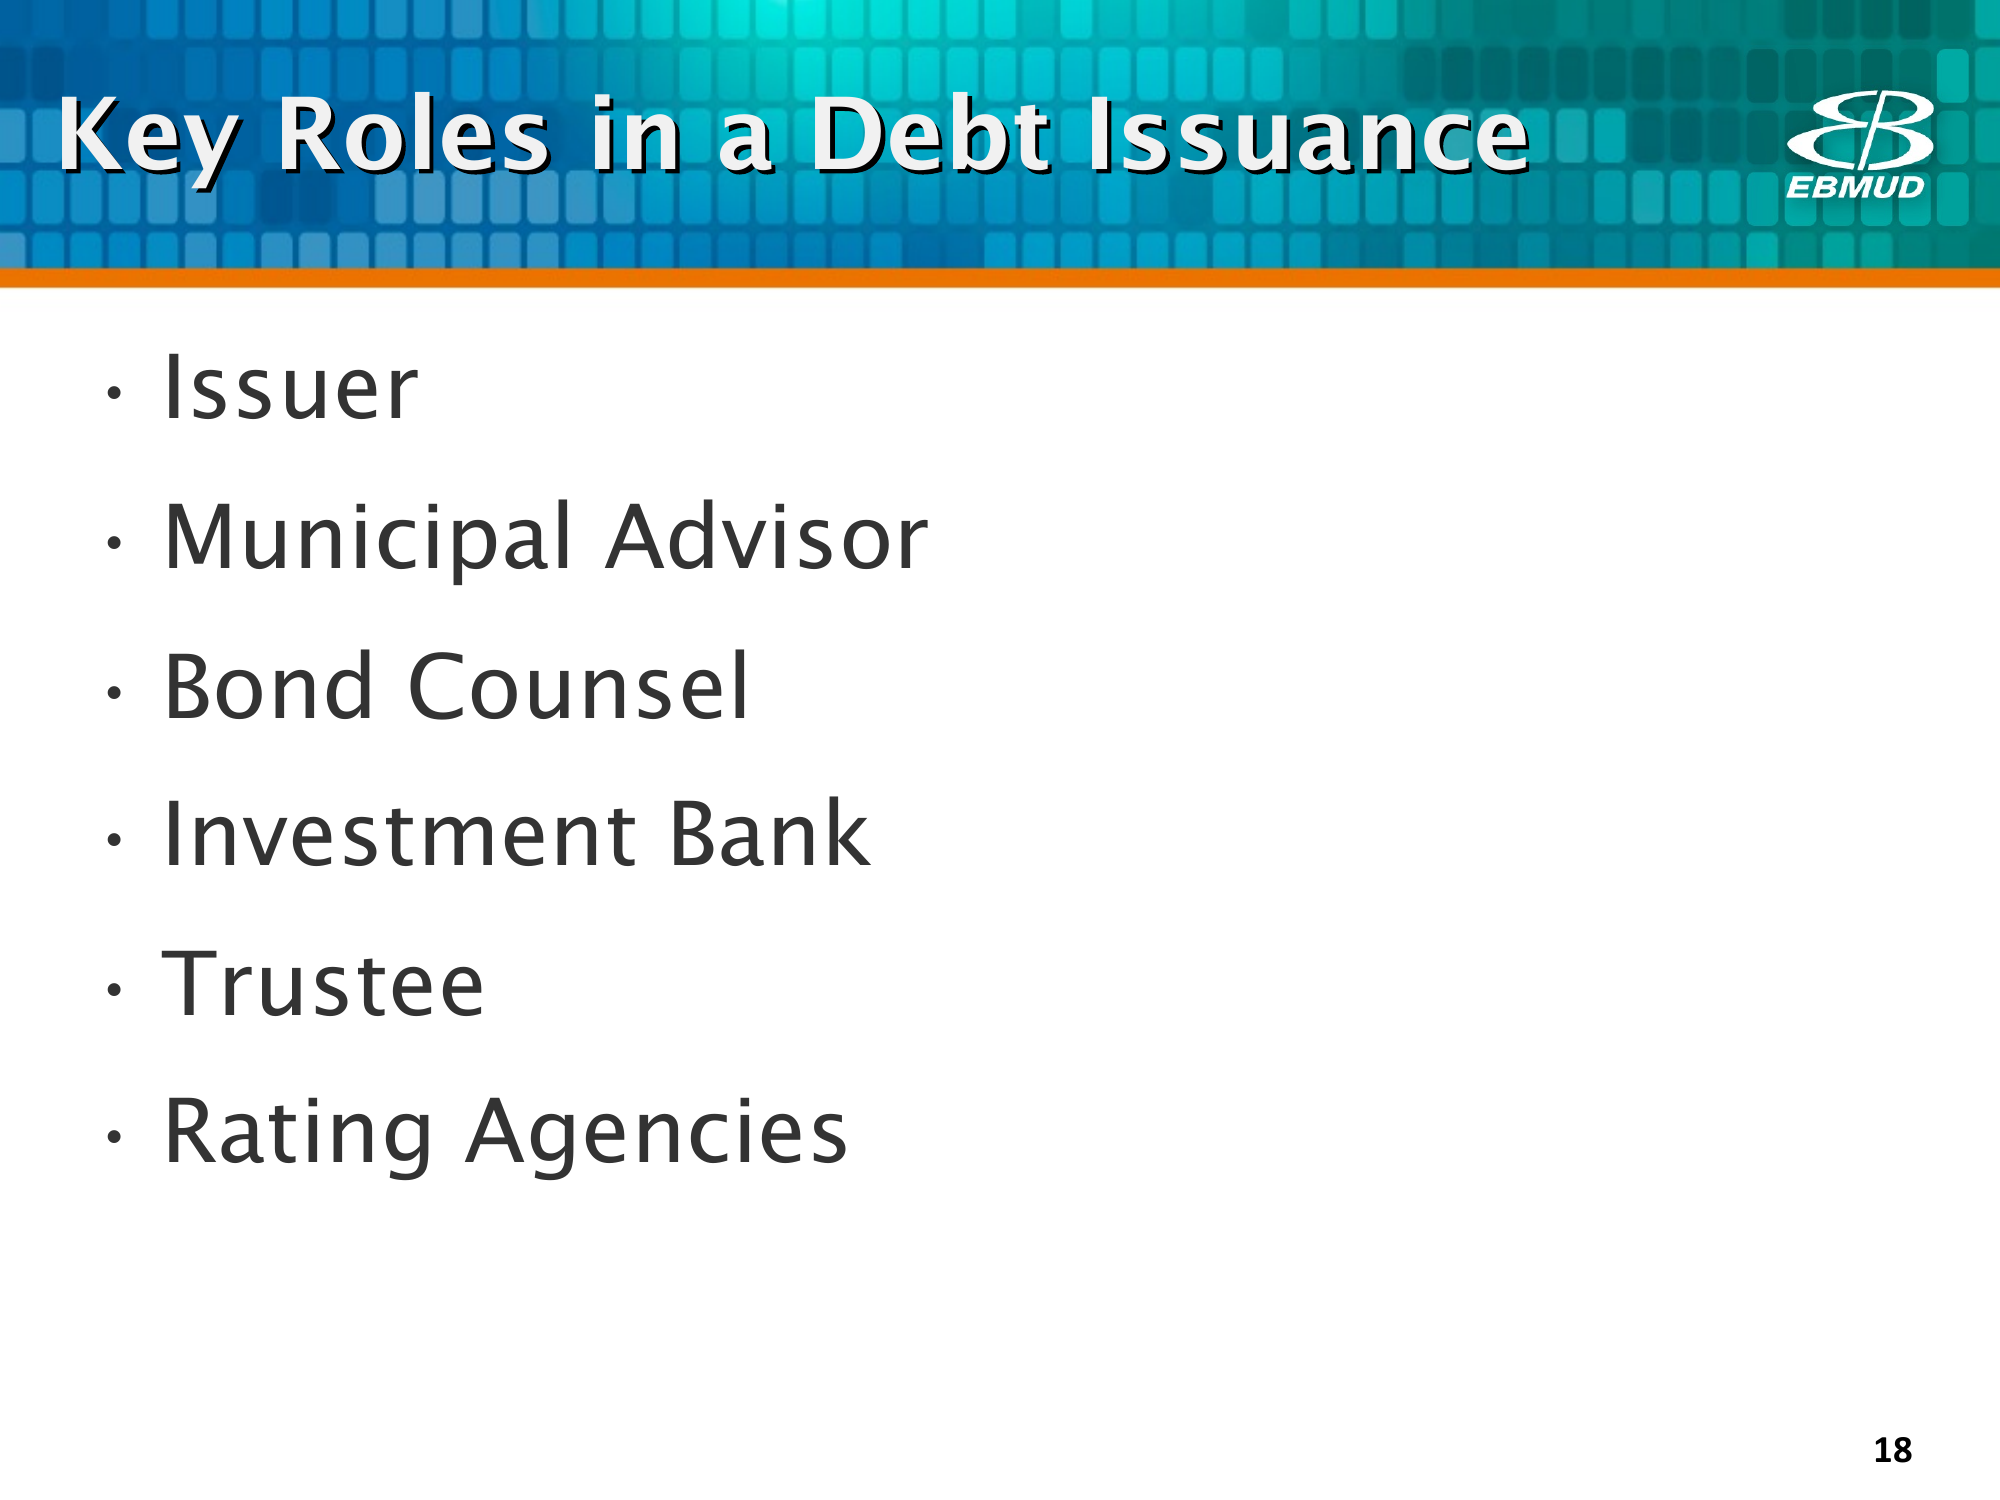 Key Roles in a Debt Issuance
EBMUD
• Issuer
• Municipal Advisor
• Bond Counsel
• Investment Bank
• Trustee
• Rating Agencies
18